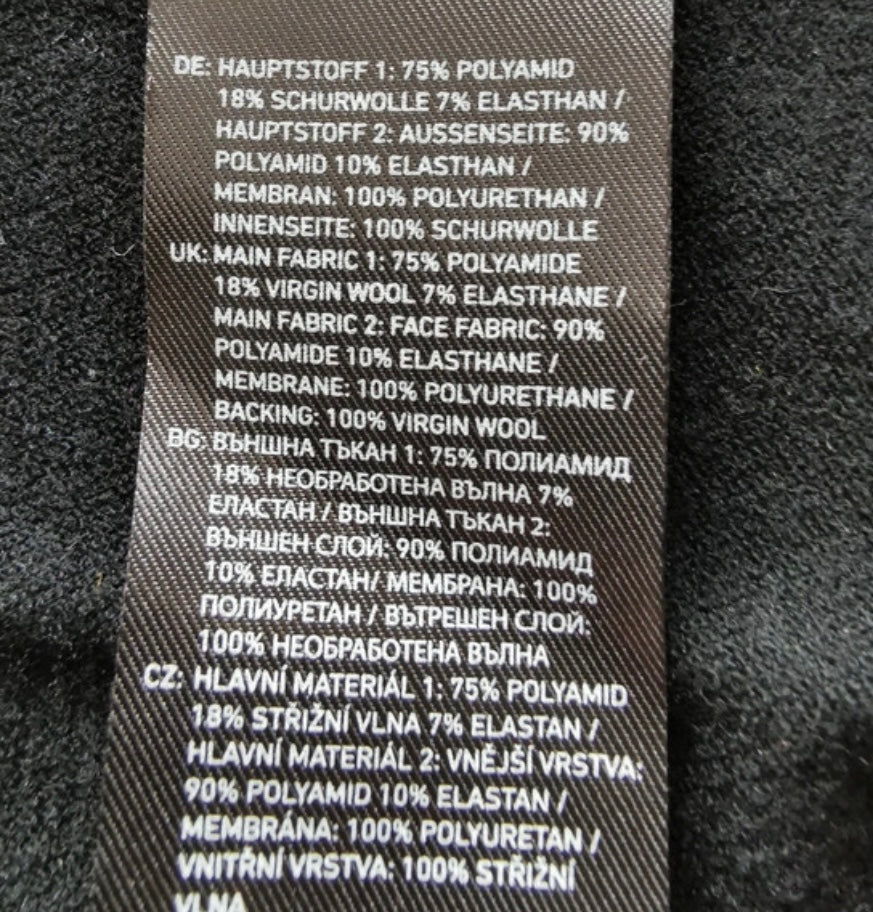 DE: HAUPTSTOFF 1: 75% POLYAMID
18% SCHURWOLLE 7% ELASTHAN /
HAUPTSTOFF 2: AUSSENSEITE: 90%
POLYAMID 10% ELASTHAN /
MEMBRAN: 100% POLYURETHAN /
INNENSEITE: 100% SCHURWOLLE
UK: MAIN FABRIC 1: 75% POLYAMIDE
18% VIRGIN WOOL 7% ELASTHANE /
MAIN FABRIC 2: FACE FABRIC: 90%
POLYAMIDE 10% ELASTHANE /
MEMBRANE: 100% POLYURETHANE /
BACKING: 100% VIRGIN WOOL
BG: ВЪНШНА ТЪКАН 1: 75% ПОЛИАМИД
18% НЕОБРАБОТЕНА ВЪЛНА 7%
ЕЛАСТАН / ВЪНШНА ТЪКАН 2:
ВЪНШЕН СЛОЙ: 90% ПОЛИАМИД
10% ЕЛАСТАН/ МЕМБРАНА: 100%
ПОЛИУРЕТАН / ВЪТРЕШЕН СЛОЙ:
100% НЕОБРАБОТЕНА ВЪЛНА
CZ: HLAVNÍ MATERIÁL 1: 75% POLYAMID
18% STŘIŽNÍ VLNA 7% ELASTAN /
HLAVNÍ MATERIÁL 2: VNĚJŠÍ VRSTVA:
90% POLYAMID 10% ELASTAN /
MEMBRÁNA: 100% POLYURETAN /
VNITŘNÍ VRSTVA: 100% STŘIŽNÍ
VLNA